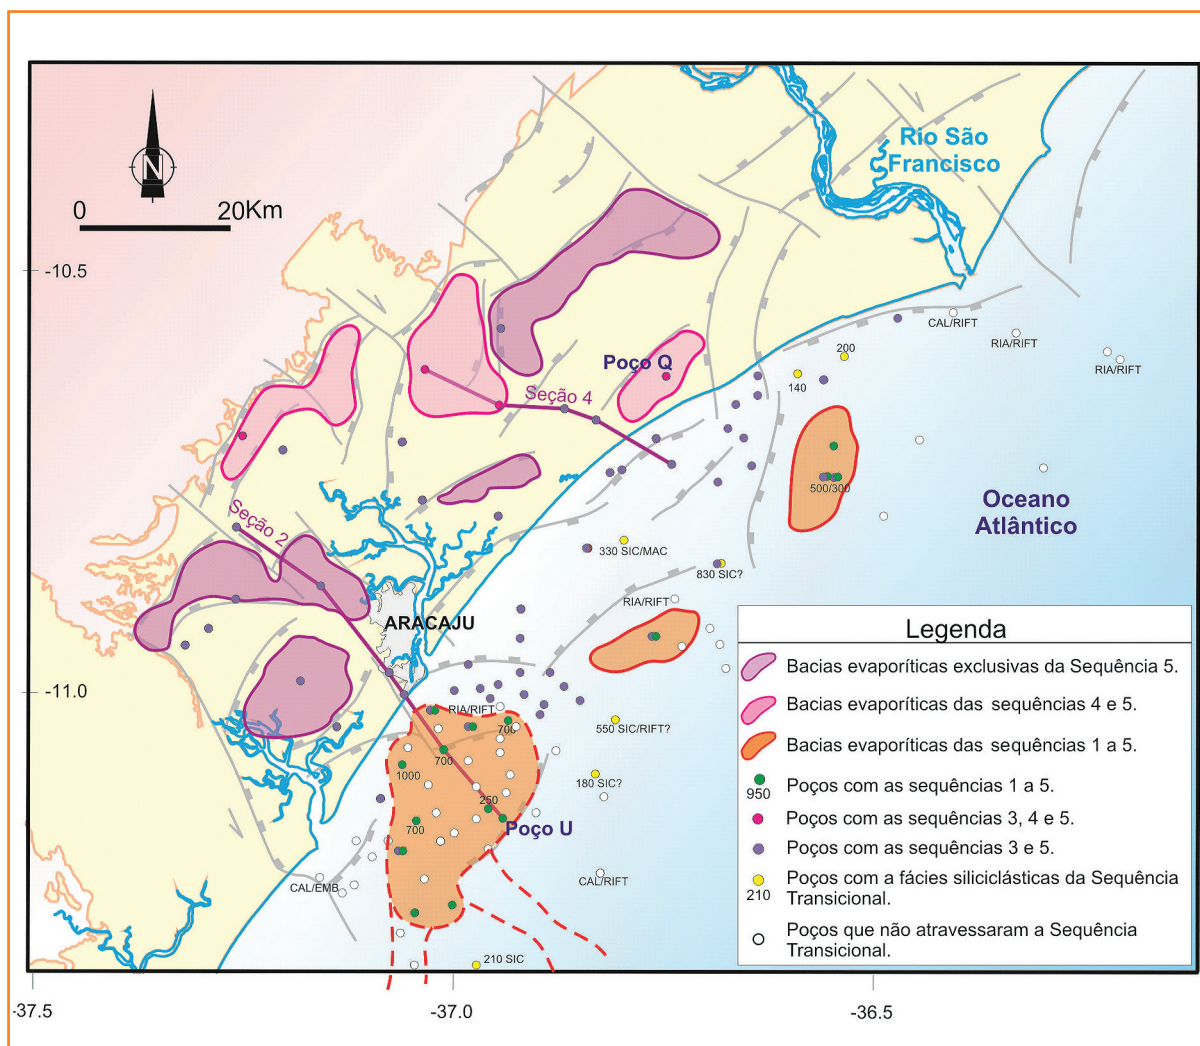 Rio São
Francisco
N
0 20Km
-10.5
CAL/RIFT
RIA/RIFT
200
RIA/RIFT
Poço Q
140
Seção 4
500/300
Oceano
Atlântico
Seção 2
330 SIC/MAC
830 SIC?
RIA/RIFT
ARACAJU
-11.0
RIA/RIFT
700
550 SIC/RIFT?
700
1000
180 SIC?
250
700
Poço U
CAL/EMB
CAL/RIFT
210 SIC
Legenda
Bacias evaporíticas exclusivas da Sequência 5.
Bacias evaporíticas das sequências 4 e 5.
Bacias evaporíticas das sequências 1 a 5.
950 Poços com as sequências 1 a 5.
Poços com as sequências 3, 4 e 5.
Poços com as sequências 3 e 5.
Poços com a fácies siliciclásticas da Sequência
210 Transicional.
Poços que não atravessaram a Sequência
Transicional.
-37.5
-37.0
-36.5